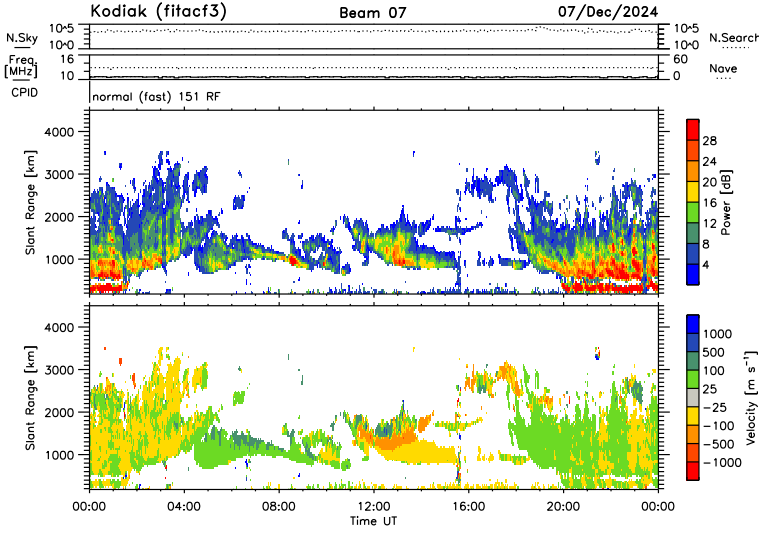 Kodiak (fitacf3) Beam 07 07/Dec/2024
N.Sky 10^5 10^5 N.Search
10^0 10^0
Freq. 16 60 Nave
[MHz] 10 0
CPID normal (fast) 151 RF
4000
3000
2000
1000
Slant Range [km]
28
24
20
16
12
8
4
Power [dB]
4000
3000
2000
1000
Slant Range [km]
1000
500
100
25
-25
-100
-500
-1000
Velocity [m s⁻¹]
00:00 04:00 08:00 12:00 16:00 20:00 00:00
Time UT